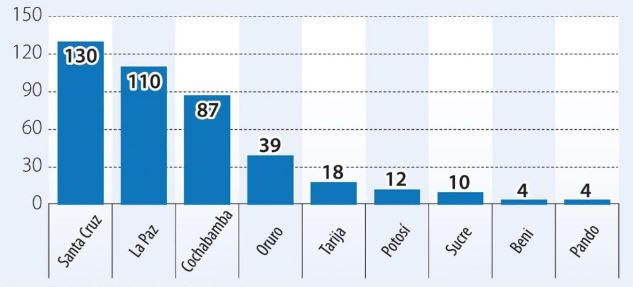 150
120
90
60
30
0
130
110
87
39
18
12
10
4
4
Santa Cruz
La Paz
Cochabamba
Oruro
Tarija
Potosí
Sucre
Beni
Pando